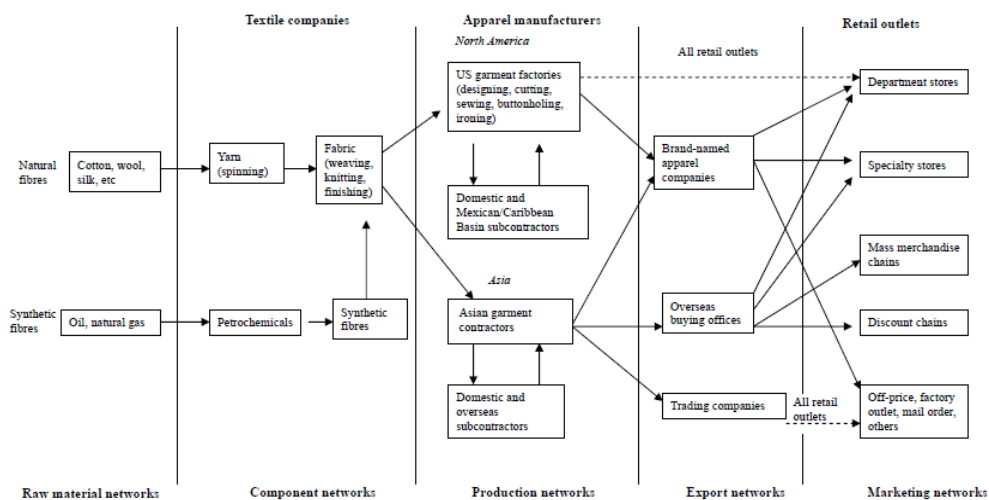 Textile companies
Apparel manufacturers
Retail outlets
North America
All retail outlets
US garment factories
(designing, cutting,
sewing, buttonholing,
ironing)
Department stores
Natural
fibres
Cotton, wool,
silk, etc
Yarn
(spinning)
Fabric
(weaving,
knitting,
finishing)
Brand-named
apparel
companies
Specialty stores
Domestic and
Mexican/Caribbean
Basin subcontractors
Mass merchandise
chains
Asia
Synthetic
fibres
Oil, natural gas
Petrochemicals
Synthetic
fibres
Asian garment
contractors
Overseas
buying offices
Discount chains
Domestic and
overseas
subcontractors
Trading companies
All retail
outlets
Off-price, factory
outlet, mail order,
others
Raw material networks
Component networks
Production networks
Export networks
Marketing networks